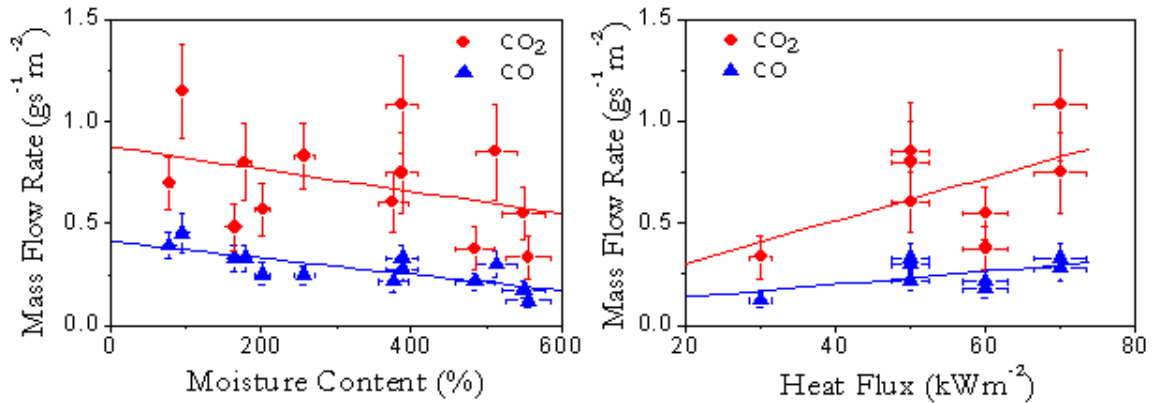 Mass Flow Rate (gs⁻¹m⁻²)
1.5
1.0
0.5
0.0
CO₂
CO
0
200
400
600
Moisture Content (%)
Mass Flow Rate (gs⁻¹m⁻²)
1.5
1.0
0.5
0.0
CO₂
CO
20
40
60
80
Heat Flux (kWm⁻²)